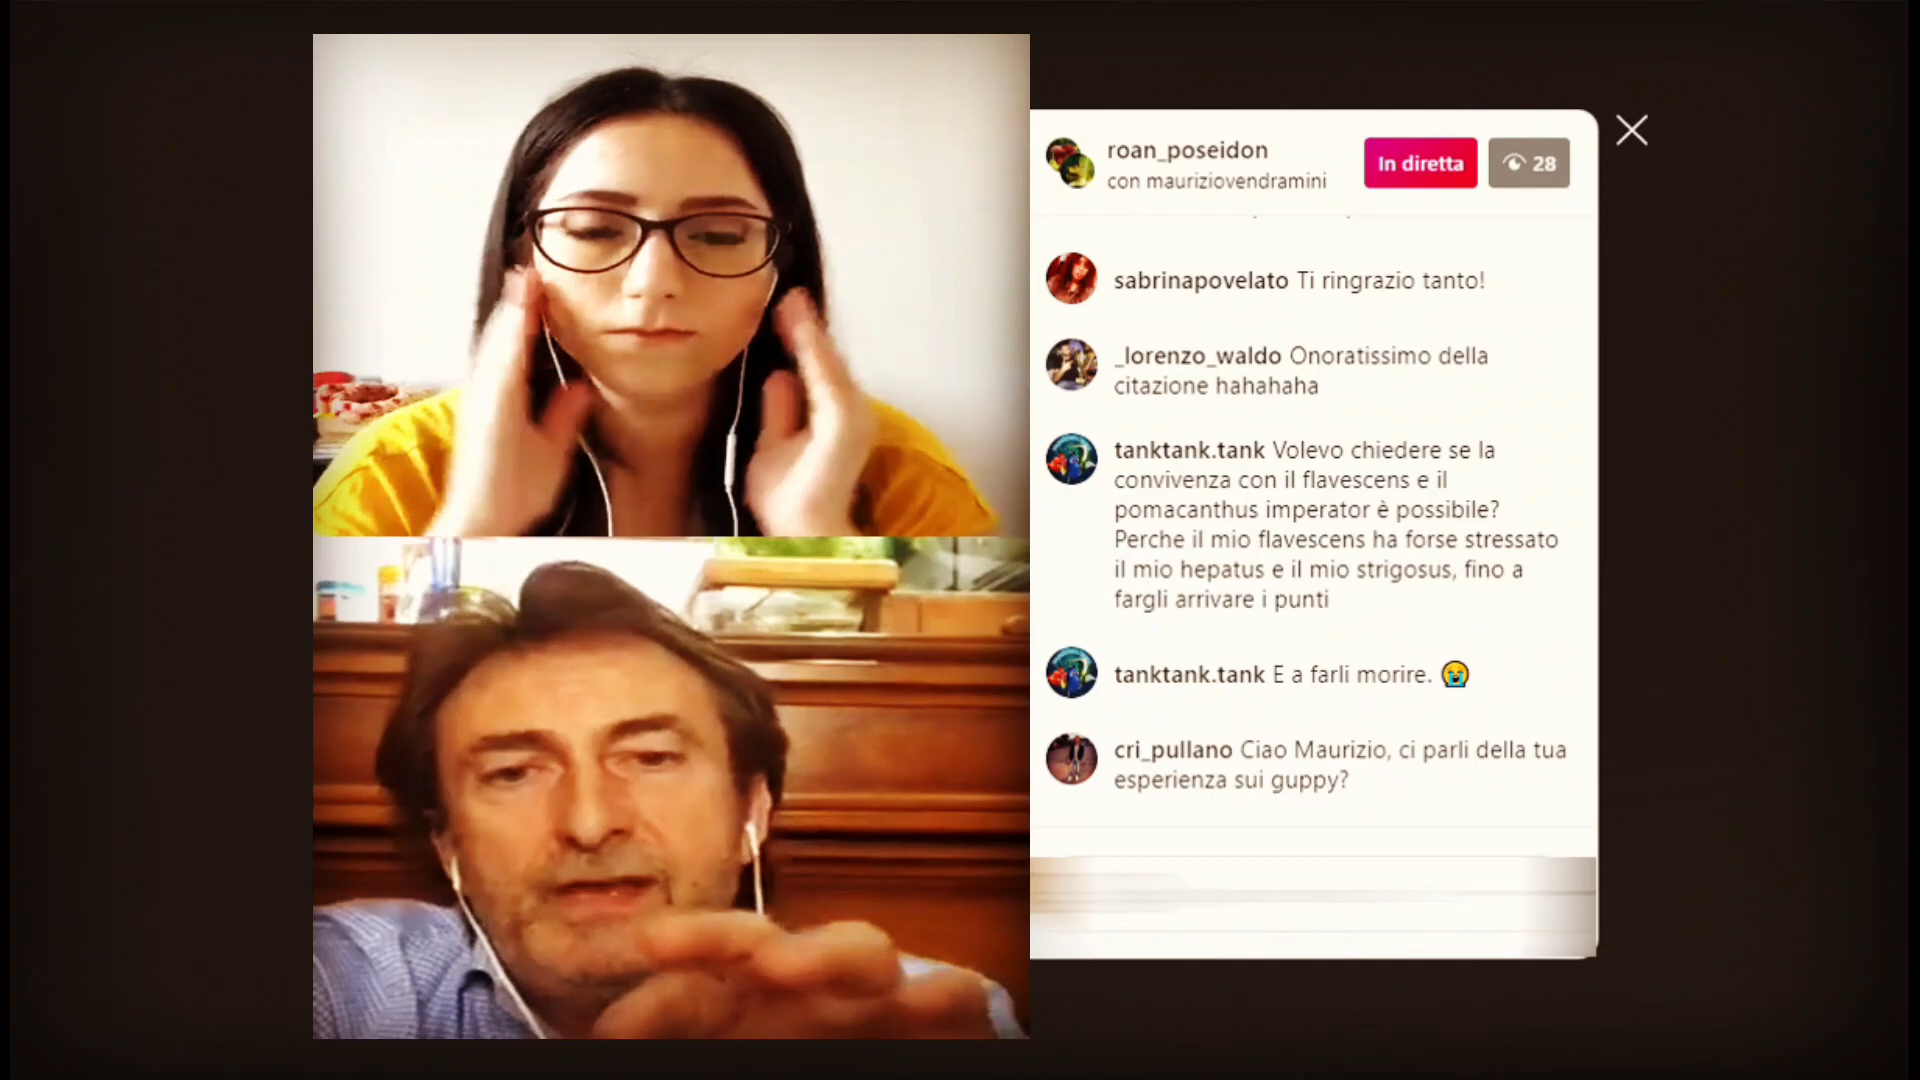 roan_poseidon
con mauriziovendramini
In diretta
28
sabrinapovelato Ti ringrazio tanto!
_lorenzo_waldo Onoratissimo della
citazione hahahaha
tanktank.tank Volevo chiedere se la
convivenza con il flavescens e il
pomacanthus imperator è possibile?
Perche il mio flavescens ha forse stressato
il mio hepatus e il mio strigosus, fino a
fargli arrivare i punti
tanktank.tank E a farli morire. 😭
cri_pullano Ciao Maurizio, ci parli della tua
esperienza sui guppy?